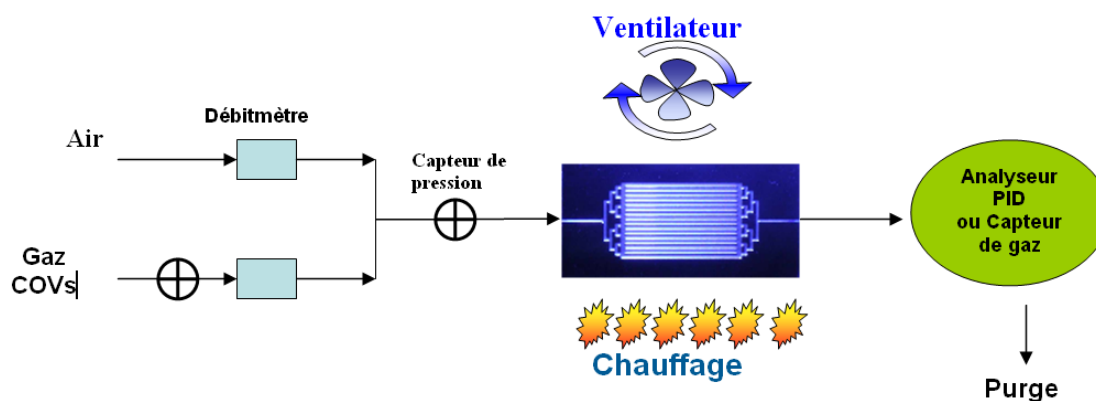 Ventilateur
Débitmètre
Air
Capteur de
pression
Analyseur
PID
ou Capteur
de gaz
Gaz
COVs
Chauffage
Purge